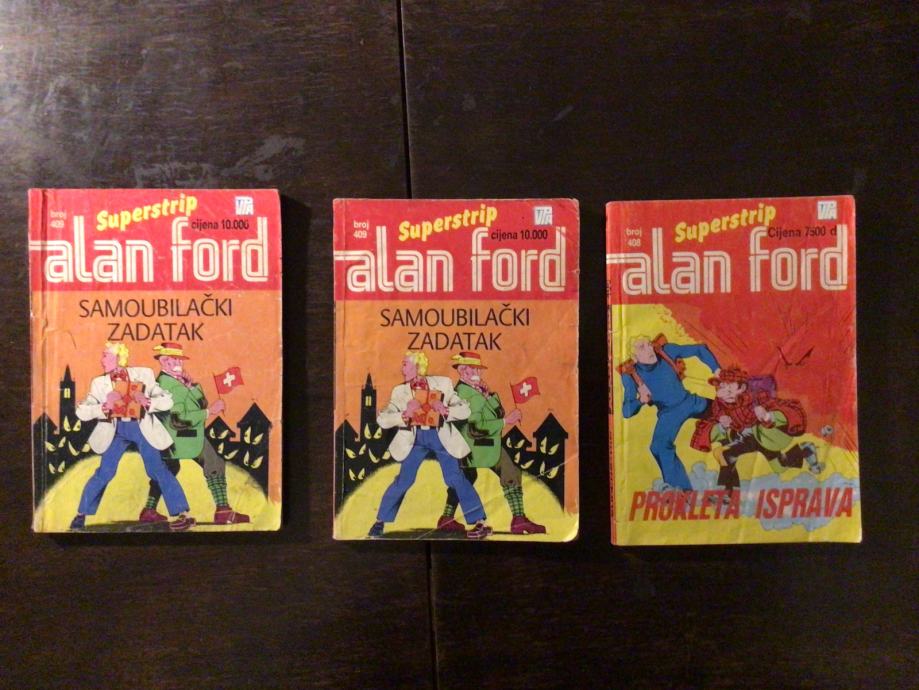 broj
409
Superstrip
cijena 10.000
alan ford
SAMOUBILAČKI
ZADATAK
broj
409
Superstrip
cijena 10.000
alan ford
SAMOUBILAČKI
ZADATAK
broj
408
Superstrip
Cijena 7500 d
alan ford
PROKLETA ISPRAVA